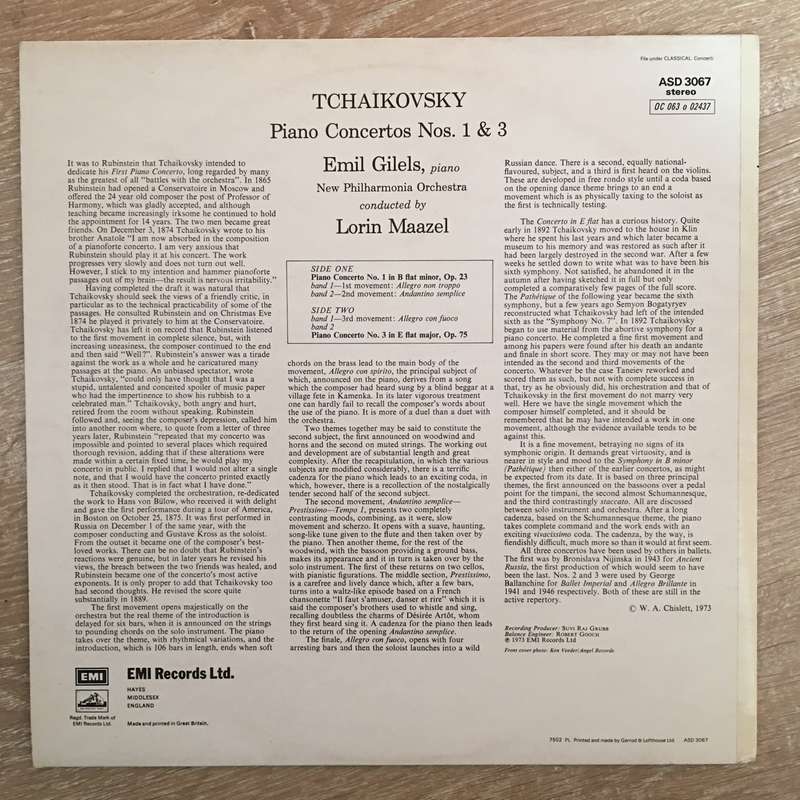 File under CLASSICAL Concerti
ASD 3067
stereo
OC 063 o 02437
TCHAIKOVSKY
Piano Concertos Nos. 1 & 3
Emil Gilels, piano
New Philharmonia Orchestra
conducted by
Lorin Maazel
SIDE ONE
Piano Concerto No. 1 in B flat minor, Op. 23
band 1—1st movement: Allegro non troppo
band 2—2nd movement: Andantino semplice
SIDE TWO
band 1—3rd movement: Allegro con fuoco
band 2
Piano Concerto No. 3 in E flat major, Op. 75
It was to Rubinstein that Tchaikovsky intended to
dedicate his First Piano Concerto, long regarded by many
as the greatest of all "battles with the orchestra". In 1865
Rubinstein had opened a Conservatoire in Moscow and
offered the 24 year old composer the post of Professor of
Harmony, which was gladly accepted, and although
teaching became increasingly irksome he continued to hold
the appointment for 14 years. The two men became great
friends. On December 3, 1874 Tchaikovsky wrote to his
brother Anatole "I am now absorbed in the composition
of a pianoforte concerto. I am very anxious that
Rubinstein should play it at his concert. The work
progresses very slowly and does not turn out well.
However, I stick to my intention and hammer pianoforte
passages out of my brain—the result is nervous irritability."
Having completed the draft it was natural that
Tchaikovsky should seek the views of a friendly critic, in
particular as to the technical practicability of some of the
passages. He consulted Rubinstein and on Christmas Eve
1874 he played it privately to him at the Conservatoire.
Tchaikovsky has left it on record that Rubinstein listened
to the first movement in complete silence, but, with
increasing uneasiness, the composer continued to the end
and then said "Well?". Rubinstein's answer was a tirade
against the work as a whole and he caricatured many
passages at the piano. An unbiased spectator, wrote
Tchaikovsky, "could only have thought that I was a
stupid, untalented and conceited spoiler of music paper
who had the impertinence to show his rubbish to a
celebrated man." Tchaikovsky, both angry and hurt,
retired from the room without speaking. Rubinstein
followed and, seeing the composer's depression, called him
into another room where, to quote from a letter of three
years later, Rubinstein "repeated that my concerto was
impossible and pointed to several places which required
thorough revision, adding that if these alterations were
made within a certain fixed time, he would play my
concerto in public. I replied that I would not alter a single
note, and that I would have the concerto printed exactly
as it then stood. That is in fact what I have done."
Tchaikovsky completed the orchestration, re-dedicated
the work to Hans von Bülow, who received it with delight
and gave the first performance during a tour of America,
in Boston on October 25, 1875. It was first performed in
Russia on December 1 of the same year, with the
composer conducting and Gustave Kross as the soloist.
From the outset it became one of the composer's best-
loved works. There can be no doubt that Rubinstein's
reactions were genuine, but in later years he revised his
views, the breach between the two friends was healed, and
Rubinstein became one of the concerto's most active
exponents. It is only proper to add that Tchaikovsky too
had second thoughts. He revised the score quite
substantially in 1889.
The first movement opens majestically on the
orchestra but the real theme of the introduction is
delayed for six bars, when it is announced on the strings
to pounding chords on the solo instrument. The piano
takes over the theme, with rhythmical variations, and the
introduction, which is 106 bars in length, ends when soft
chords on the brass lead to the main body of the
movement, Allegro con spirito, the principal subject of
which, announced on the piano, derives from a song
which the composer had heard sung by a blind beggar at a
village fete in Kamenka. In its later vigorous treatment
one can hardly fail to recall the composer's words about
the use of the piano. It is more of a duel than a duet with
the orchestra.
Two themes together may be said to constitute the
second subject, the first announced on woodwind and
horns and the second on muted strings. The working out
and development are of substantial length and great
complexity. After the recapitulation, in which the various
subjects are modified considerably, there is a terrific
cadenza for the piano which leads to an exciting coda, in
which, however, there is a recollection of the nostalgically
tender second half of the second subject.
The second movement, Andantino semplice—
Prestissimo—Tempo 1, presents two completely
contrasting moods, combining, as it were, slow
movement and scherzo. It opens with a suave, haunting,
song-like tune given to the flute and then taken over by
the piano. Then another theme, for the rest of the
woodwind, with the bassoon providing a ground bass,
makes its appearance and it in turn is taken over by the
solo instrument. The first of these returns on two cellos,
with pianistic figurations. The middle section, Prestissimo,
is a carefree and lively dance which, after a few bars,
turns into a waltz-like episode based on a French
chansonette "Il faut s'amuser, danser et rire" which it is
said the composer's brothers used to whistle and sing,
recalling doubtless the charms of Désirée Artôt, whom
they first heard sing it. A cadenza for the piano then leads
to the return of the opening Andantino semplice.
The finale, Allegro con fuoco, opens with four
arresting bars and then the soloist launches into a wild
Russian dance. There is a second, equally national-
flavoured, subject, and a third is first heard on the violins.
These are developed in free rondo style until a coda based
on the opening dance theme brings to an end a
movement which is as physically taxing to the soloist as
the first is technically testing.
The Concerto in E flat has a curious history. Quite
early in 1892 Tchaikovsky moved to the house in Klin
where he spent his last years and which later became a
museum to his memory and was restored as such after it
had been largely destroyed in the second war. After a few
weeks he settled down to write what was to have been his
sixth symphony. Not satisfied, he abandoned it in the
autumn after having sketched it in full but only
completed a comparatively few pages of the full score.
The Pathétique of the following year became the sixth
symphony, but a few years ago Semyon Bogatyryev
reconstructed what Tchaikovsky had left of the intended
sixth as the "Symphony No. 7". In 1892 Tchaikovsky
began to use material from the abortive symphony for a
piano concerto. He completed a fine first movement and
among his papers were found after his death an andante
and finale in short score. They may or may not have been
intended as the second and third movements of the
concerto. Whatever be the case Taneiev reworked and
scored them as such, but not with complete success in
that, try as he obviously did, his orchestration and that of
Tchaikovsky in the first movement do not marry very
well. Here we have the single movement which the
composer himself completed, and it should be
remembered that he may have intended a work in one
movement, although the evidence available tends to be
against this.
It is a fine movement, betraying no signs of its
symphonic origin. It demands great virtuosity, and is
nearer in style and mood to the Symphony in B minor
(Pathétique) then either of the earlier concertos, as might
be expected from its date. It is based on three principal
themes, the first announced on the bassoons over a pedal
point for the timpani, the second almost Schumannesque,
and the third contrastingly staccato. All are discussed
between solo instrument and orchestra. After a long
cadenza, based on the Schumannesque theme, the piano
takes complete command and the work ends with an
exciting vivacissimo coda. The cadenza, by the way, is
fiendishly difficult, much more so than it would at first seem.
All three concertos have been used by others in ballets.
The first was by Bronislava Nijinska in 1943 for Ancient
Russia, the first production of which would seem to have
been the last. Nos. 2 and 3 were used by George
Ballanchine for Ballet Imperial and Allegro Brillante in
1941 and 1946 respectively. Both of these are still in the
active repertory.
© W. A. Chislett, 1973
Recording Producer: SUVI RAJ GRUBB
Balance Engineer: ROBERT GOOCH
℗ 1973 EMI Records Ltd
Front cover photo: Ken Veeder/Angel Records
EMI
EMI Records Ltd.
HAYES
MIDDLESEX
ENGLAND
Regd. Trade Mark of
EMI Records Ltd.
Made and printed in Great Britain.
7502 PL Printed and made by Garrod & Lofthouse Ltd. ASD 3067